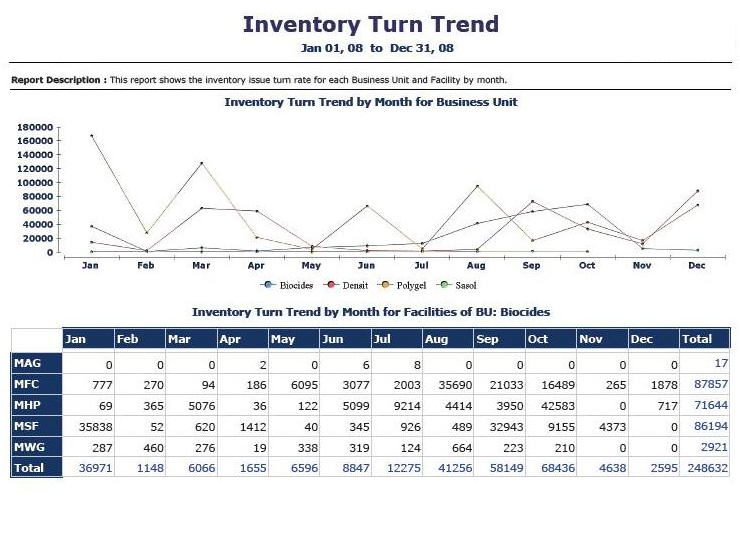 Inventory Turn Trend
Jan 01, 08 to Dec 31, 08
Report Description : This report shows the inventory issue turn rate for each Business Unit and Facility by month.
Inventory Turn Trend by Month for Business Unit
180000
160000
140000
120000
100000
80000
60000
40000
20000
0
Jan Feb Mar Apr May Jun Jul Aug Sep Oct Nov Dec
Biocides Densit Polygel Sasol
Inventory Turn Trend by Month for Facilities of BU: Biocides
Jan Feb Mar Apr May Jun Jul Aug Sep Oct Nov Dec Total
MAG 0 0 0 2 0 6 8 0 0 0 0 0 17
MFC 777 270 94 186 6095 3077 2003 35690 21033 16489 265 1878 87857
MHP 69 365 5076 36 122 5099 9214 4414 3950 42583 0 717 71644
MSF 35838 52 620 1412 40 345 926 489 32943 9155 4373 0 86194
MWG 287 460 276 19 338 319 124 664 223 210 0 0 2921
Total 36971 1148 6066 1655 6596 8847 12275 41256 58149 68436 4638 2595 248632